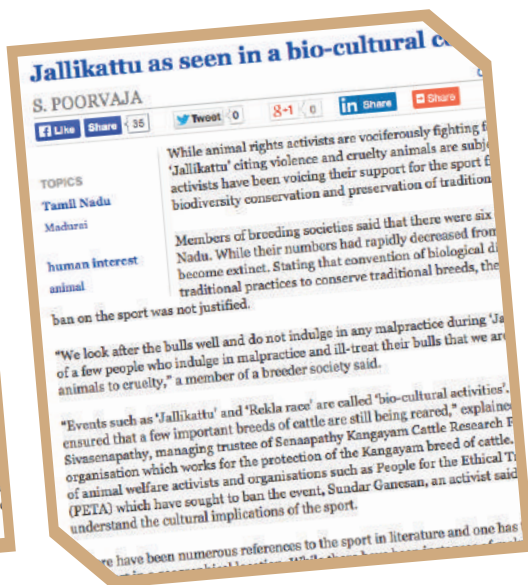 Jallikattu as seen in a bio-cultural
S. POORVAJA
Like Share 35 Tweet 0 g+1 0 in Share Share
TOPICS
Tamil Nadu
Madurai
human interest
animal
While animal rights activists are vociferously fighting
'Jallikattu' citing violence and cruelty animals are
activists have been voicing their support for the sport
biodiversity conservation and preservation of tradition
Members of breeding societies said that there were six
Nadu. While their numbers had rapidly decreased from
become extinct. Stating that convention of biological
traditional practices to conserve traditional breeds, the
ban on the sport was not justified.
"We look after the bulls well and do not indulge in any malpractice during
of a few people who indulge in malpractice and ill-treat their bulls that we
animals to cruelty," a member of a breeder society said.
"Events such as 'Jallikattu' and 'Rekla race' are called 'bio-cultural activities'.
ensured that a few important breeds of cattle are still being reared,"
Sivasenapathy, managing trustee of Senaapathy Kangayam Cattle Research
organisation which works for the protection of the Kangayam breed of cattle.
of animal welfare activists and organisations such as People for the Ethical
(PETA) which have sought to ban the event, Sundar Ganesan, an activist said
understand the cultural implications of the sport.
have been numerous references to the sport in literature and one has